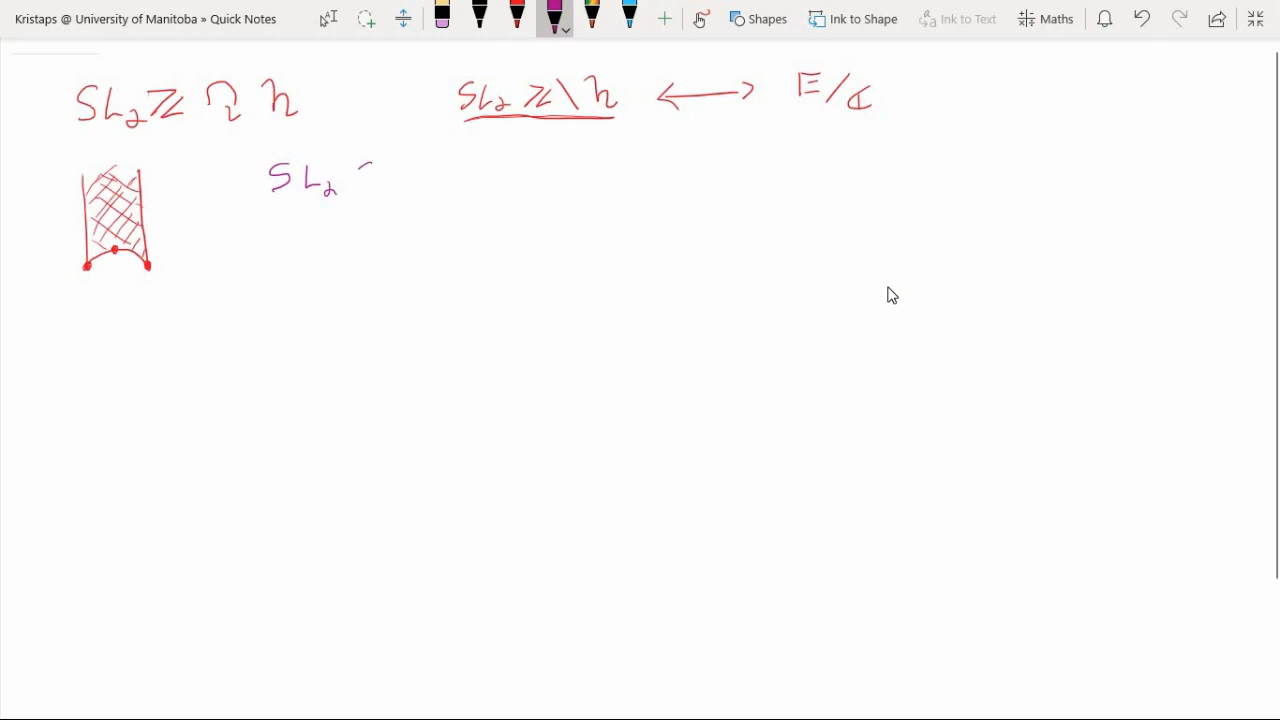 Kristaps @ University of Manitoba » Quick Notes Shapes Ink to Shape Ink to Text Maths
SL₂ℤ ↷ 𝔥 SL₂ℤ\𝔥 ⟷ E/ℂ
SL₂